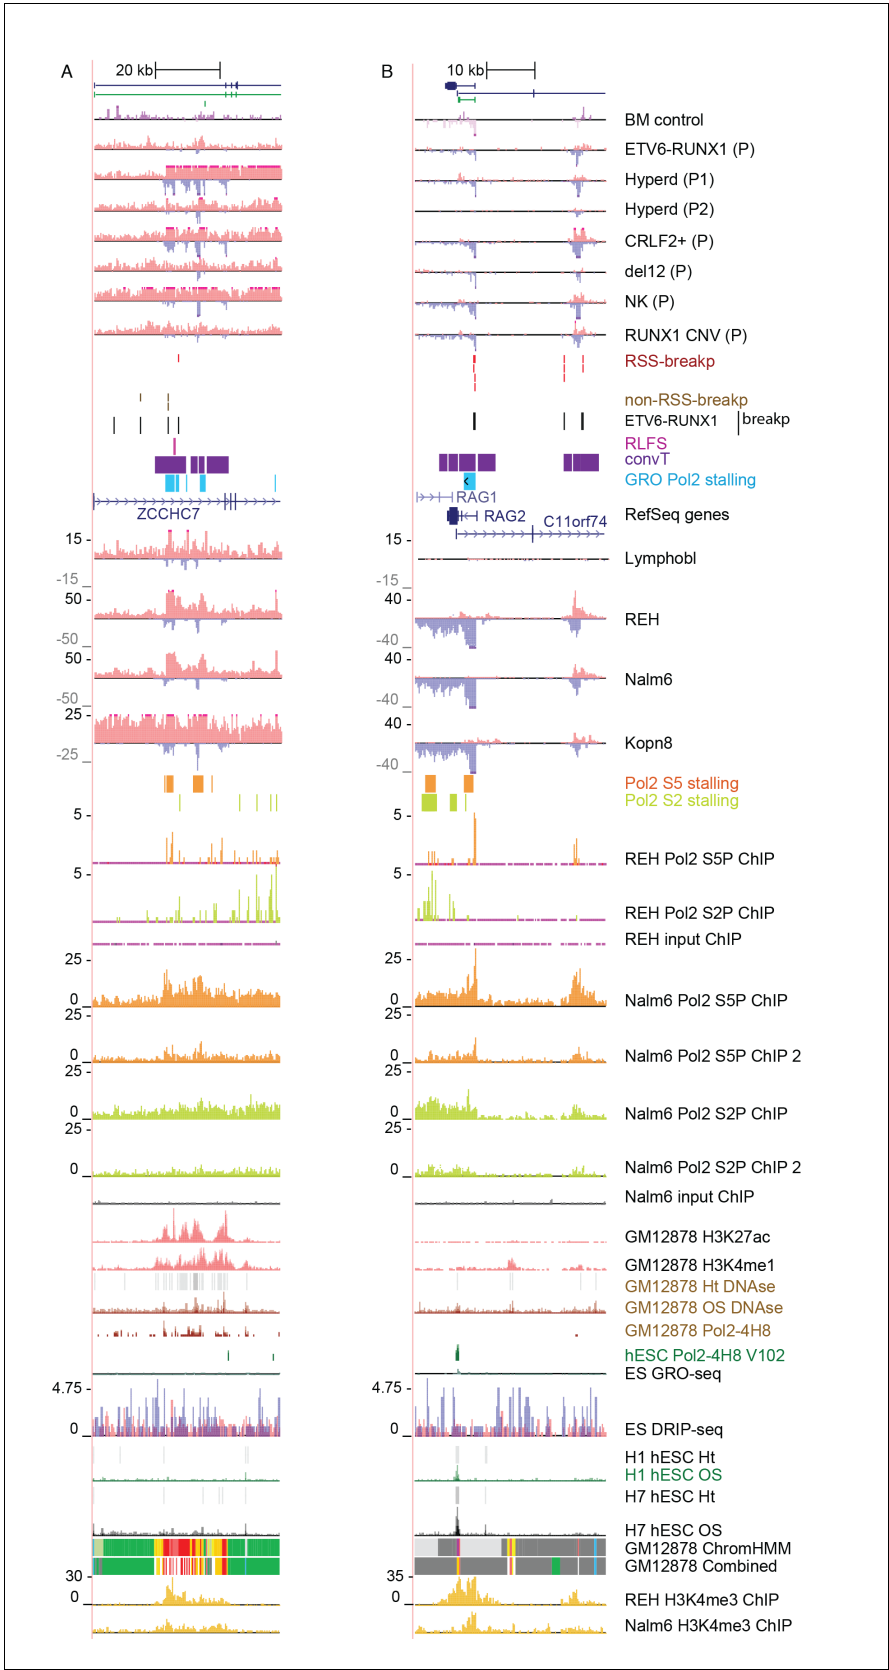 A 20 kb B 10 kb
BM control
ETV6-RUNX1 (P)
Hyperd (P1)
Hyperd (P2)
CRLF2+ (P)
del12 (P)
NK (P)
RUNX1 CNV (P)
RSS-breakp
non-RSS-breakp
ETV6-RUNX1 breakp
RLFS
convT
GRO Pol2 stalling
RAG1
ZCCHC7 RAG2 C11orf74 RefSeq genes
15 - 15 - Lymphobl
-15 -15
50 - 40 - REH
-50 -40
50 - 40 - Nalm6
-50 -40
25 - 40 - Kopn8
-25 -40
Pol2 S5 stalling
Pol2 S2 stalling
5 - 5 -
REH Pol2 S5P ChIP
5 - 5 -
REH Pol2 S2P ChIP
REH input ChIP
25 - 25 -
0 0 Nalm6 Pol2 S5P ChIP
25 - 25 -
0 0 Nalm6 Pol2 S5P ChIP 2
25 - 25 -
0 0 Nalm6 Pol2 S2P ChIP
25 - 25 -
0 0 Nalm6 Pol2 S2P ChIP 2
Nalm6 input ChIP
GM12878 H3K27ac
GM12878 H3K4me1
GM12878 Ht DNAse
GM12878 OS DNAse
GM12878 Pol2-4H8
hESC Pol2-4H8 V102
ES GRO-seq
4.75 - 4.75 -
0 0 ES DRIP-seq
H1 hESC Ht
H1 hESC OS
H7 hESC Ht
H7 hESC OS
GM12878 ChromHMM
GM12878 Combined
30 - 35 -
0 0 REH H3K4me3 ChIP
Nalm6 H3K4me3 ChIP